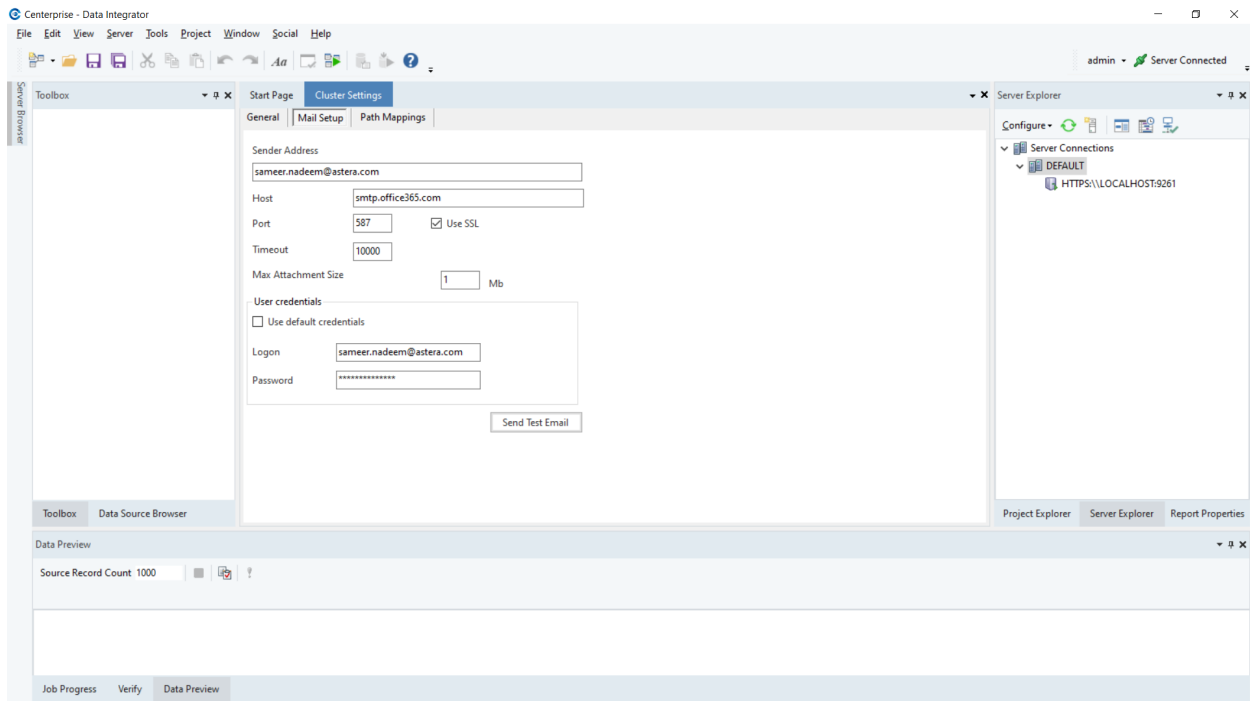 Centerprise - Data Integrator
File Edit View Server Tools Project Window Social Help
Aa
admin Server Connected
Server Browser
Toolbox
Start Page Cluster Settings
General Mail Setup Path Mappings
Sender Address
sameer.nadeem@astera.com
Host smtp.office365.com
Port 587 Use SSL
Timeout 10000
Max Attachment Size 1 Mb
User credentials
Use default credentials
Logon sameer.nadeem@astera.com
Password **************
Send Test Email
Server Explorer
Configure
Server Connections
DEFAULT
HTTPS:\\LOCALHOST:9261
Toolbox Data Source Browser
Project Explorer Server Explorer Report Properties
Data Preview
Source Record Count 1000
Job Progress Verify Data Preview